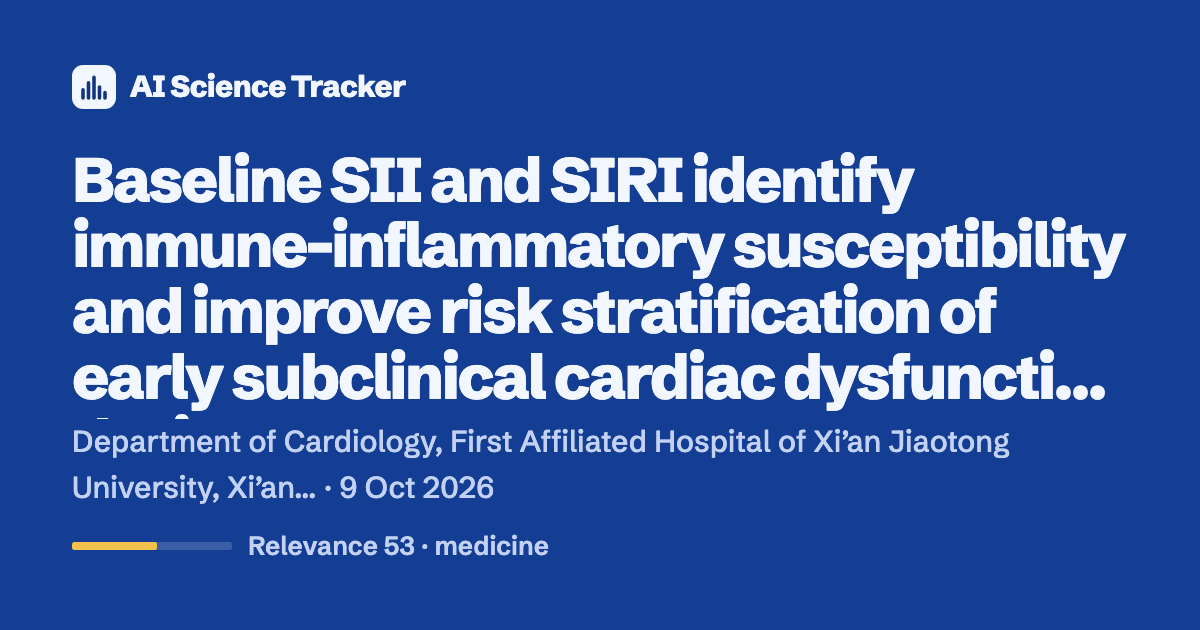 AI Science Tracker
Baseline SII and SIRI identify
immune-inflammatory susceptibility
and improve risk stratification of
early subclinical cardiac dysfuncti...
Department of Cardiology, First Affiliated Hospital of Xi’an Jiaotong
University, Xi’an... · 9 Oct 2026
Relevance 53 · medicine